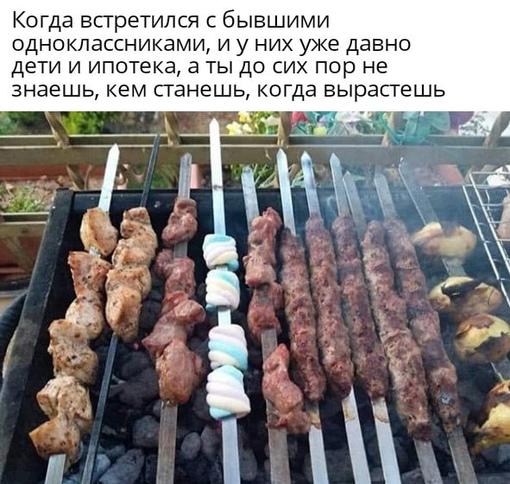 Когда встретился с бывшими
одноклассниками, и у них уже давно
дети и ипотека, а ты до сих пор не
знаешь, кем станешь, когда вырастешь